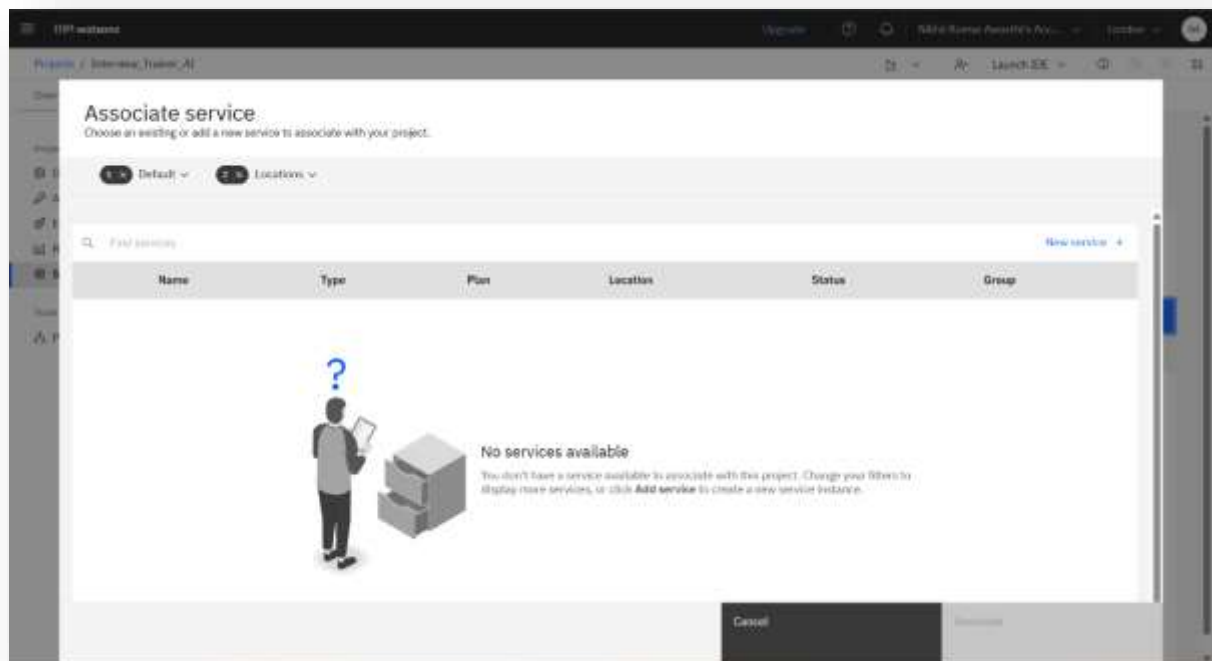 IBM watsonx
Upgrade
London
Projects / Interview_Trainer_AI
Launch IDE
Associate service
Choose an existing or add a new service to associate with your project.
Default
Locations
Find services
New service +
Name Type Plan Location Status Group
?
No services available
You don't have a service available to associate with this project. Change your filters to
display more services, or click Add service to create a new service instance.
Cancel
Associate